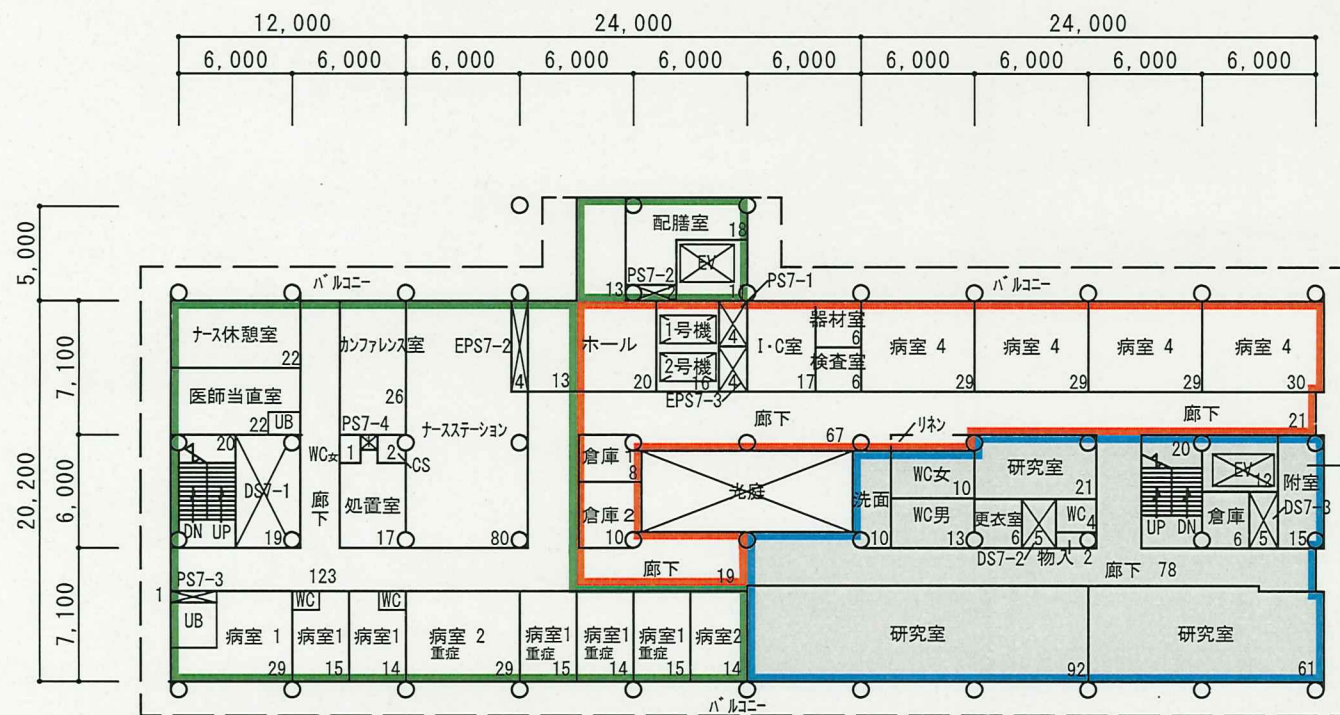 12,000 24,000 24,000
6,000 6,000 6,000 6,000 6,000 6,000 6,000 6,000 6,000 6,000
5,000
20,200
7,100
6,000
7,100
バルコニー
バルコニー
配膳室
18
EV
PS7-2
13
PS7-1
ナース休憩室
22
カンファレンス室
26
EPS7-2
4
13
ホール
20
1号機
2号機
16
4
4
EPS7-3
I・C室
17
器材室
6
検査室
6
病室 4
29
病室 4
29
病室 4
29
病室 4
30
医師当直室
22
UB
PS7-4
1
2
CS
ナースステーション
80
廊下
67
リネン
廊下
21
20
DN UP
DS7-1
19
WC女
廊下
処置室
17
倉庫 1
8
倉庫 2
10
光庭
洗面
10
WC女
10
WC男
13
研究室
21
更衣室
6
5
DS7-2
WC
4
物入 2
20
UP DN
EV
12
倉庫
6
5
附室
DS7-3
15
PS7-3
1
123
廊下
19
廊下 78
UB
病室 1
29
WC
病室1
15
WC
病室1
14
病室 2
29
病室1
重症
15
病室1
重症
14
病室1
重症
15
病室2
14
研究室
92
研究室
61
バルコニー